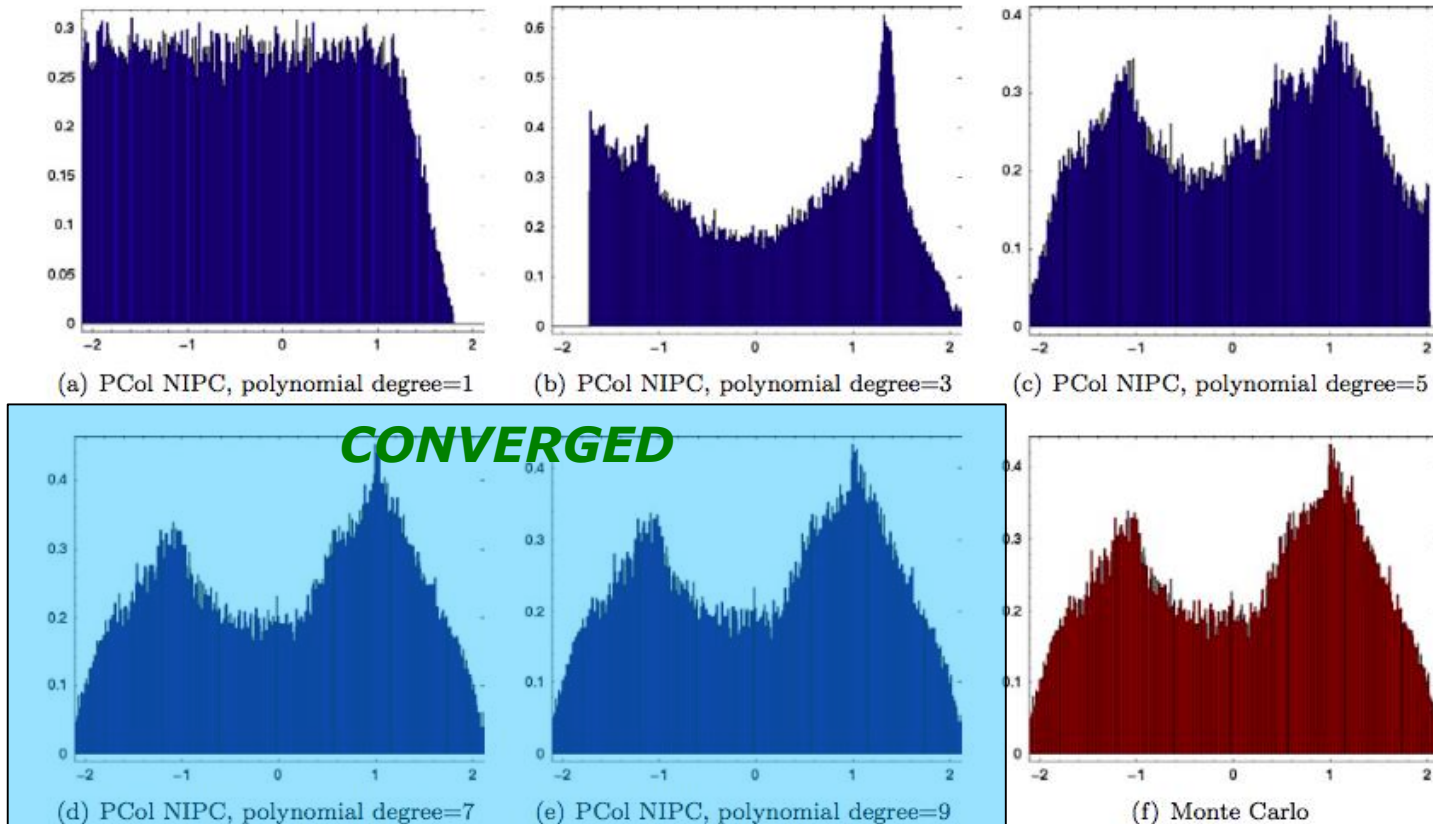 0.3
0.25
0.2
0.15
0.1
0.05
0
−2 −1 0 1 2
(a) PCol NIPC, polynomial degree=1
0.6
0.5
0.4
0.3
0.2
0.1
0
−2 −1 0 1 2
(b) PCol NIPC, polynomial degree=3
0.4
0.3
0.2
0.1
0
−2 −1 0 1 2
(c) PCol NIPC, polynomial degree=5
CONVERGED
0.4
0.3
0.2
0.1
0
−2 −1 0 1 2
(d) PCol NIPC, polynomial degree=7
0.4
0.3
0.2
0.1
0
−2 −1 0 1 2
(e) PCol NIPC, polynomial degree=9
0.4
0.3
0.2
0.1
0
−2 −1 0 1 2
(f) Monte Carlo